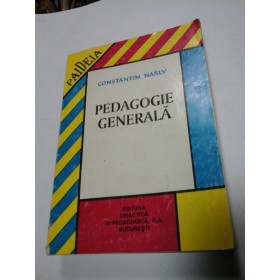 PAIDEIA
CONSTANTIN NARLY
PEDAGOGIE
GENERALĂ
EDITURA
DIDACTICĂ
ȘI PEDAGOGICĂ, R.A.
BUCUREȘTI